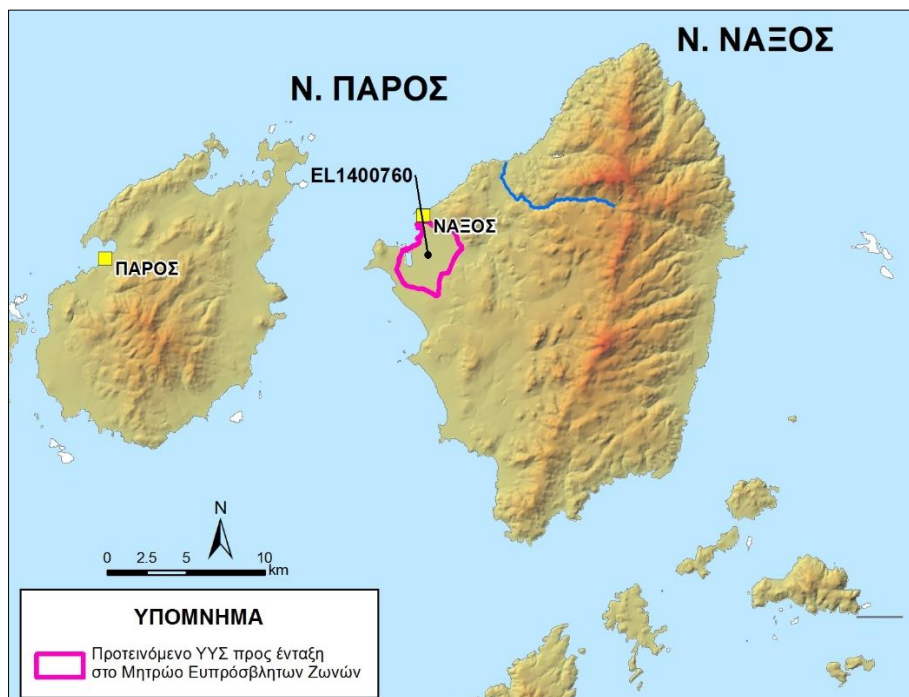 Ν. ΝΑΞΟΣ
Ν. ΠΑΡΟΣ
EL1400760
ΝΑΞΟΣ
ΠΑΡΟΣ
N
0 2.5 5 10
km
ΥΠΟΜΝΗΜΑ
Προτεινόμενο ΥΥΣ προς ένταξη
στο Μητρώο Ευπρόσβλητων Ζωνών